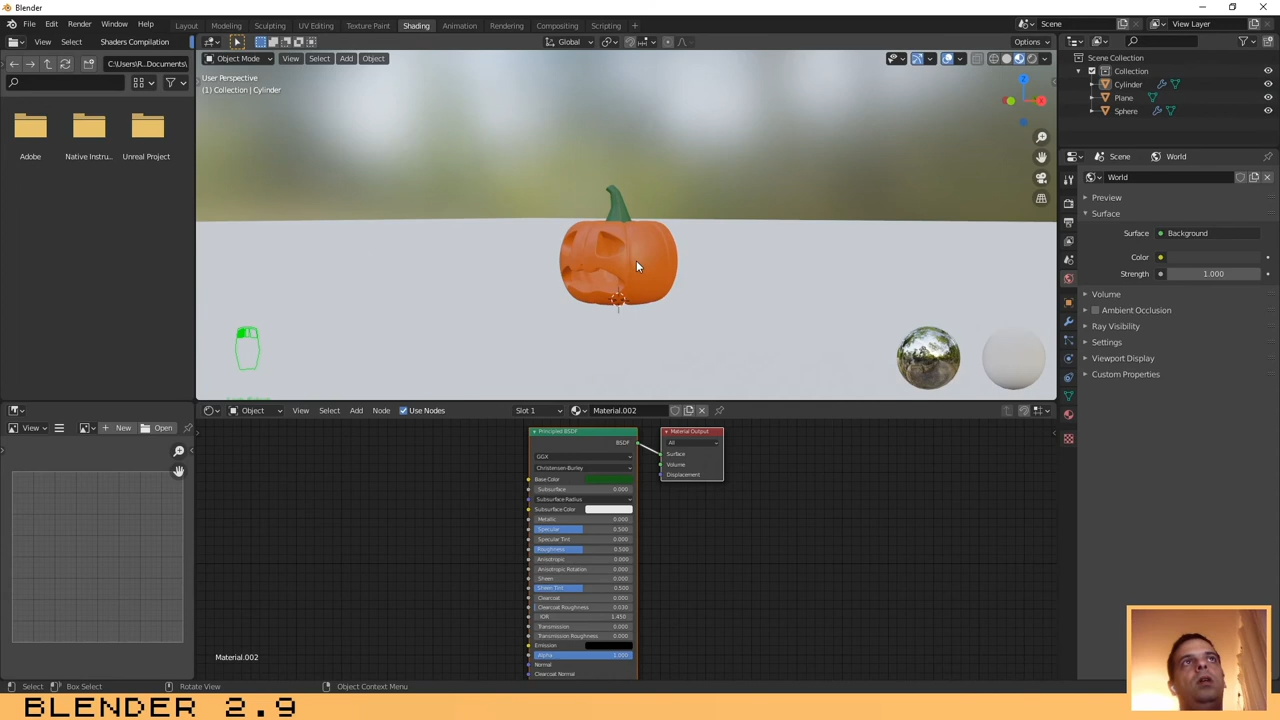 Blender
File Edit Render Window Help Layout Modeling Sculpting UV Editing Texture Paint Shading Animation Rendering Compositing Scripting + Scene View Layer
View Select Shaders Compilation Global Options
C:\Users\R...Documents\ Object Mode View Select Add Object
User Perspective
(1) Collection | Cylinder
Adobe Native Instru... Unreal Project
Scene Collection
Collection
Cylinder
Plane
Sphere
Scene World
World
Preview
Surface
Surface Background
Color
Strength 1.000
Volume
Ambient Occlusion
Ray Visibility
Settings
Viewport Display
Custom Properties
View New Open Object View Select Add Node Use Nodes Slot 1 Material.002
Principled BSDF
BSDF
GGX
Christensen-Burley
Base Color
Subsurface 0.000
Subsurface Radius
Subsurface Color
Metallic 0.000
Specular 0.500
Specular Tint 0.000
Roughness 0.500
Anisotropic 0.000
Anisotropic Rotation 0.000
Sheen 0.000
Sheen Tint 0.500
Clearcoat 0.000
Clearcoat Roughness 0.030
IOR 1.450
Transmission 0.000
Transmission Roughness 0.000
Emission
Alpha 1.000
Normal
Clearcoat Normal
Material Output
All
Surface
Volume
Displacement
Material.002
Select Box Select Rotate View Object Context Menu
BLENDER 2.9